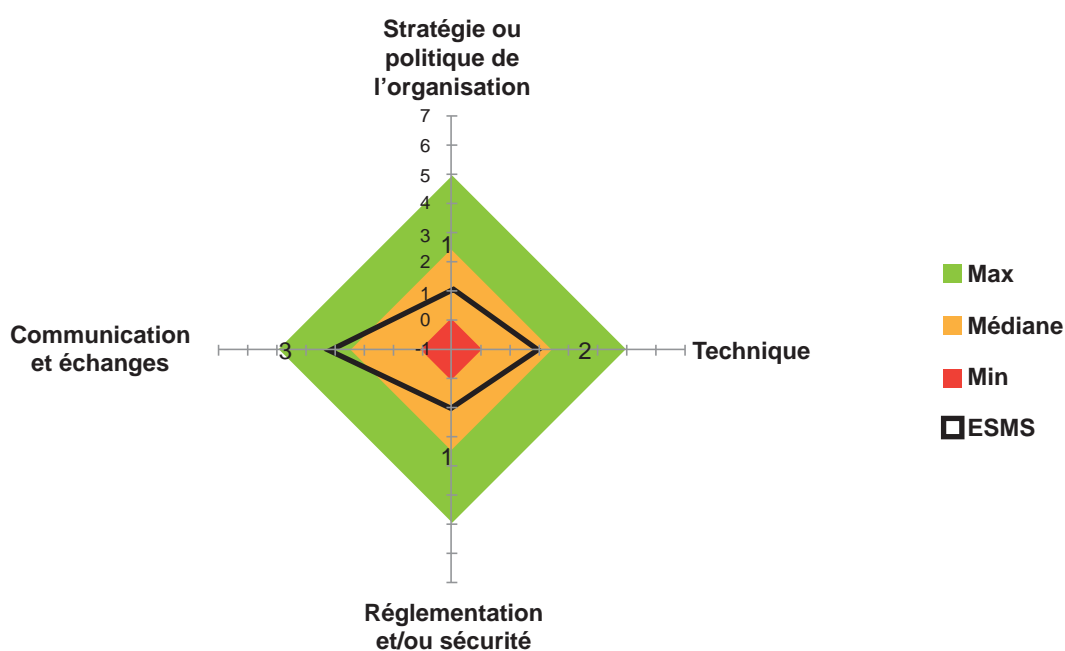 Stratégie ou
politique de
l'organisation
7
6
5
4
3
1
2
1
0
Communication
et échanges
3
-1
2
Technique
1
Réglementation
et/ou sécurité
Max
Médiane
Min
ESMS